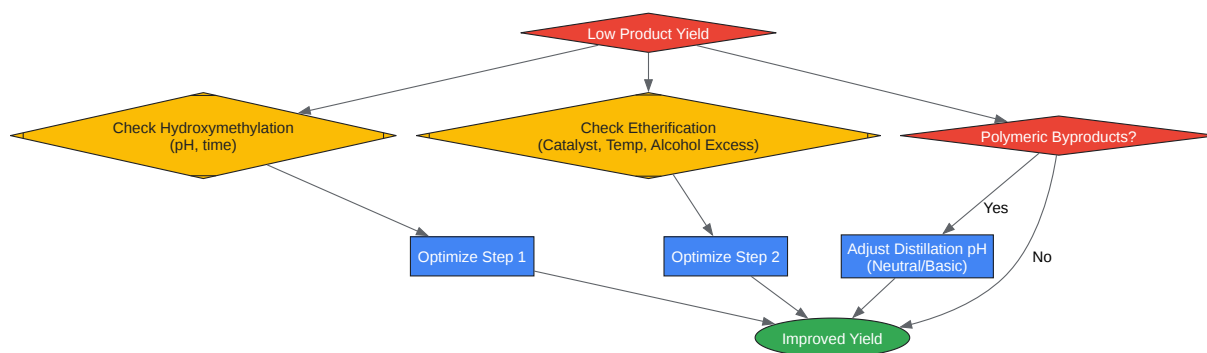 Low Product Yield
Check Hydroxymethylation
(pH, time)
Check Etherification
(Catalyst, Temp, Alcohol Excess)
Polymeric Byproducts?
Yes
Optimize Step 1
Optimize Step 2
Adjust Distillation pH
(Neutral/Basic)
No
Improved Yield